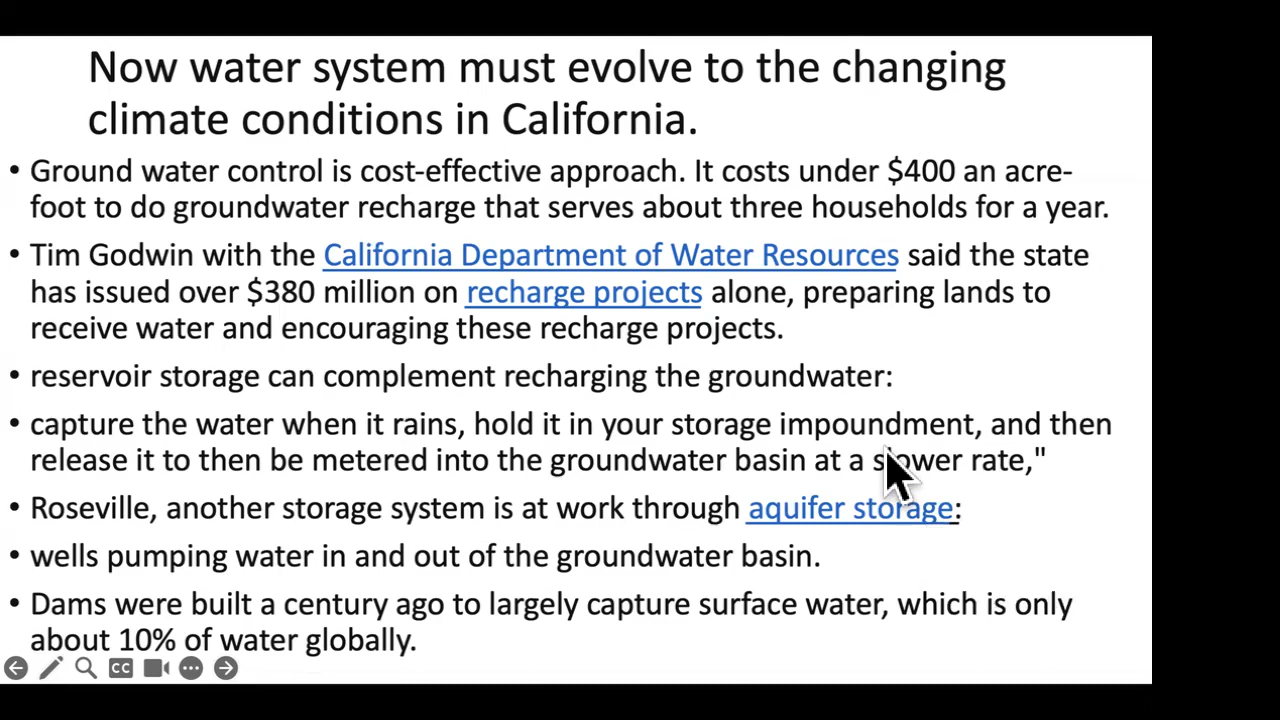 Now water system must evolve to the changing
climate conditions in California.
• Ground water control is cost-effective approach. It costs under $400 an acre-
foot to do groundwater recharge that serves about three households for a year.
• Tim Godwin with the California Department of Water Resources said the state
has issued over $380 million on recharge projects alone, preparing lands to
receive water and encouraging these recharge projects.
• reservoir storage can complement recharging the groundwater:
• capture the water when it rains, hold it in your storage impoundment, and then
release it to then be metered into the groundwater basin at a slower rate,"
• Roseville, another storage system is at work through aquifer storage:
• wells pumping water in and out of the groundwater basin.
• Dams were built a century ago to largely capture surface water, which is only
about 10% of water globally.
CC